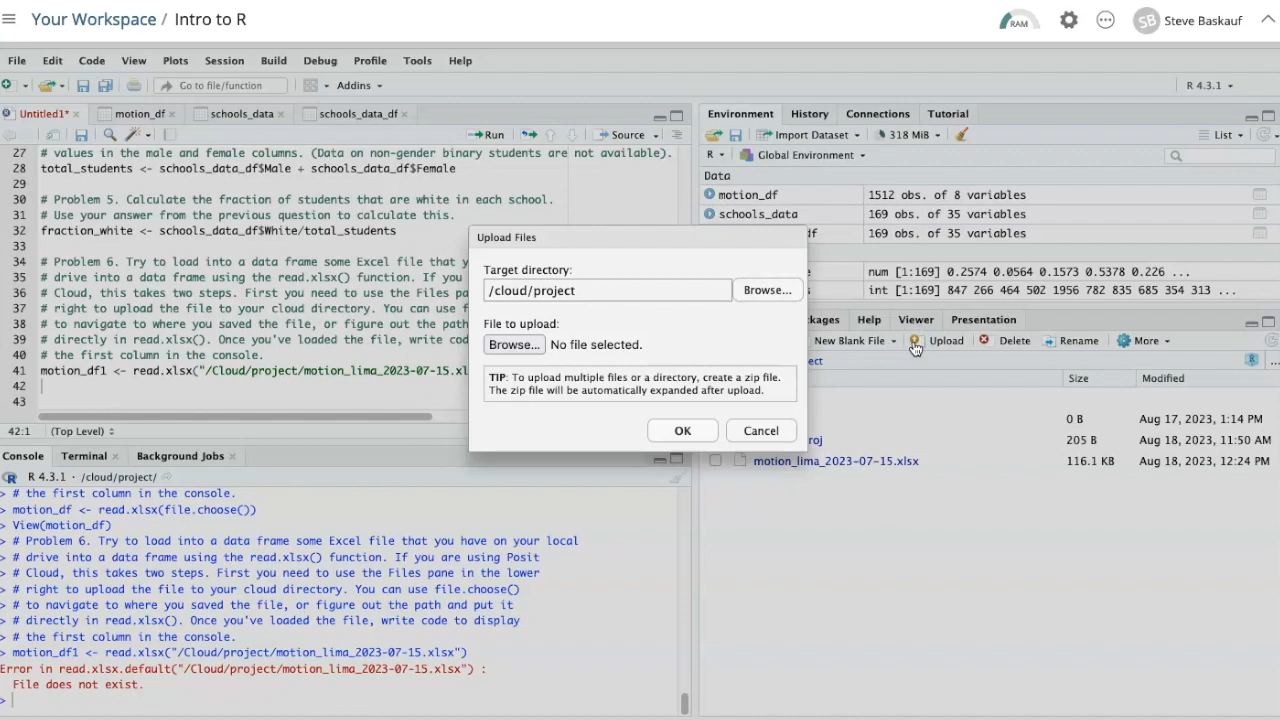 Your Workspace / Intro to R
RAM
SB Steve Baskauf
File Edit Code View Plots Session Build Debug Profile Tools Help
Go to file/function
Addins
R 4.3.1
Untitled1* motion_df schools_data schools_data_df
Run
Source
27 # values in the male and female columns. (Data on non-gender binary students are not available).
28 total_students <- schools_data_df$Male + schools_data_df$Female
29
30 # Problem 5. Calculate the fraction of students that are white in each school.
31 # Use your answer from the previous question to calculate this.
32 fraction_white <- schools_data_df$White/total_students
33
34 # Problem 6. Try to load into a data frame some Excel file that y
35 # drive into a data frame using the read.xlsx() function. If you
36 # Cloud, this takes two steps. First you need to use the Files pa
37 # right to upload the file to your cloud directory. You can use f
38 # to navigate to where you saved the file, or figure out the path
39 # directly in read.xlsx(). Once you've loaded the file, write cod
40 # the first column in the console.
41 motion_df1 <- read.xlsx("/Cloud/project/motion_lima_2023-07-15.xl
42
43
42:1 (Top Level)
Console Terminal Background Jobs
R 4.3.1 · /cloud/project/
> # the first column in the console.
> motion_df <- read.xlsx(file.choose())
> View(motion_df)
> # Problem 6. Try to load into a data frame some Excel file that you have on your local
> # drive into a data frame using the read.xlsx() function. If you are using Posit
> # Cloud, this takes two steps. First you need to use the Files pane in the lower
> # right to upload the file to your cloud directory. You can use file.choose()
> # to navigate to where you saved the file, or figure out the path and put it
> # directly in read.xlsx(). Once you've loaded the file, write code to display
> # the first column in the console.
> motion_df1 <- read.xlsx("/Cloud/project/motion_lima_2023-07-15.xlsx")
Error in read.xlsx.default("/Cloud/project/motion_lima_2023-07-15.xlsx") :
File does not exist.
>
Upload Files
Target directory:
/cloud/project
Browse...
File to upload:
Browse... No file selected.
TIP: To upload multiple files or a directory, create a zip file.
The zip file will be automatically expanded after upload.
OK Cancel
Environment History Connections Tutorial
Import Dataset 318 MiB List
R Global Environment
Data
motion_df 1512 obs. of 8 variables
schools_data 169 obs. of 35 variables
df 169 obs. of 35 variables
num [1:169] 0.2574 0.0564 0.1573 0.5378 0.226 ...
int [1:169] 847 266 464 502 1956 782 835 685 354 313 ...
ckages Help Viewer Presentation
New Blank File Upload Delete Rename More
ject
Size Modified
0 B Aug 17, 2023, 1:14 PM
roj 205 B Aug 18, 2023, 11:50 AM
motion_lima_2023-07-15.xlsx 116.1 KB Aug 18, 2023, 12:24 PM